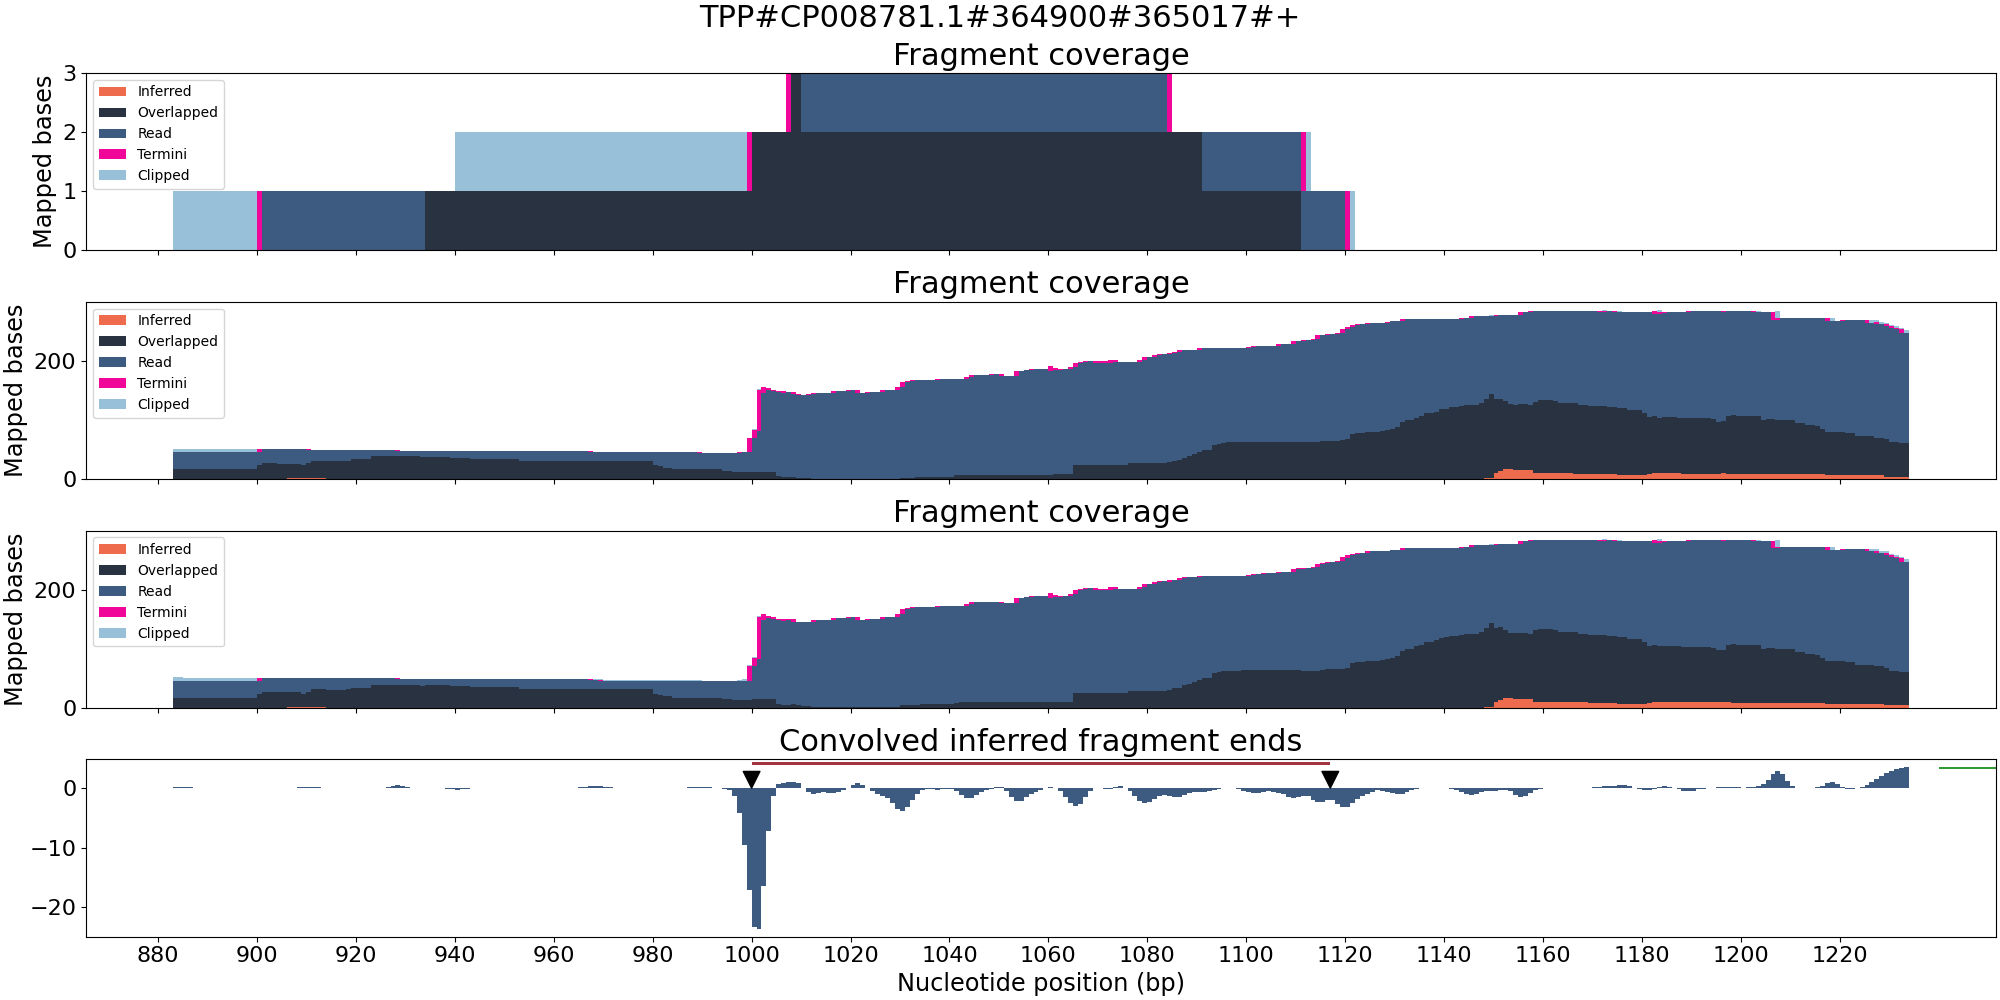 TPP#CP008781.1#364900#365017#+
Fragment coverage
Mapped bases
3
2
1
0
Inferred
Overlapped
Read
Termini
Clipped
Fragment coverage
Mapped bases
200
0
Inferred
Overlapped
Read
Termini
Clipped
Fragment coverage
Mapped bases
200
0
Inferred
Overlapped
Read
Termini
Clipped
Convolved inferred fragment ends
0
−10
−20
880 900 920 940 960 980 1000 1020 1040 1060 1080 1100 1120 1140 1160 1180 1200 1220
Nucleotide position (bp)